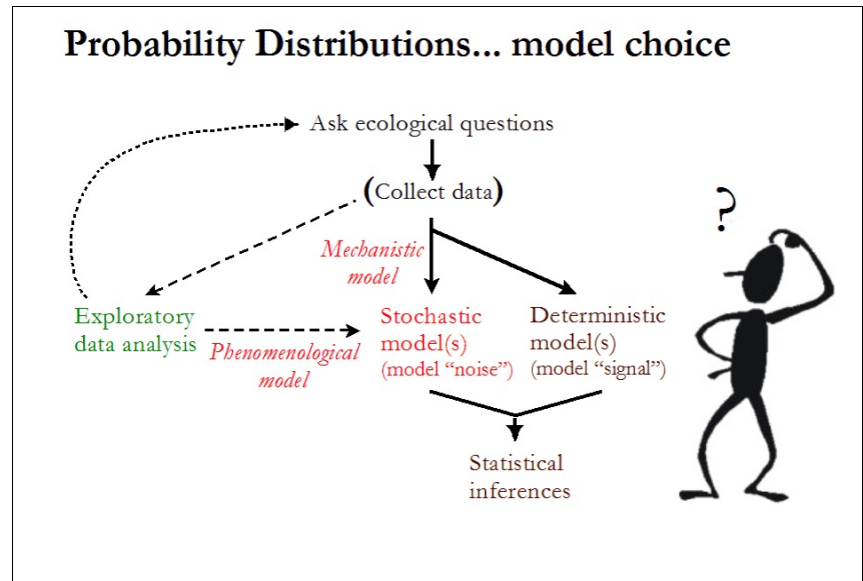 Probability Distributions... model choice
Ask ecological questions
(Collect data)
?
Mechanistic
model
Exploratory
data analysis
Phenomenological
model
Stochastic
model(s)
(model “noise”)
Deterministic
model(s)
(model “signal”)
Statistical
inferences